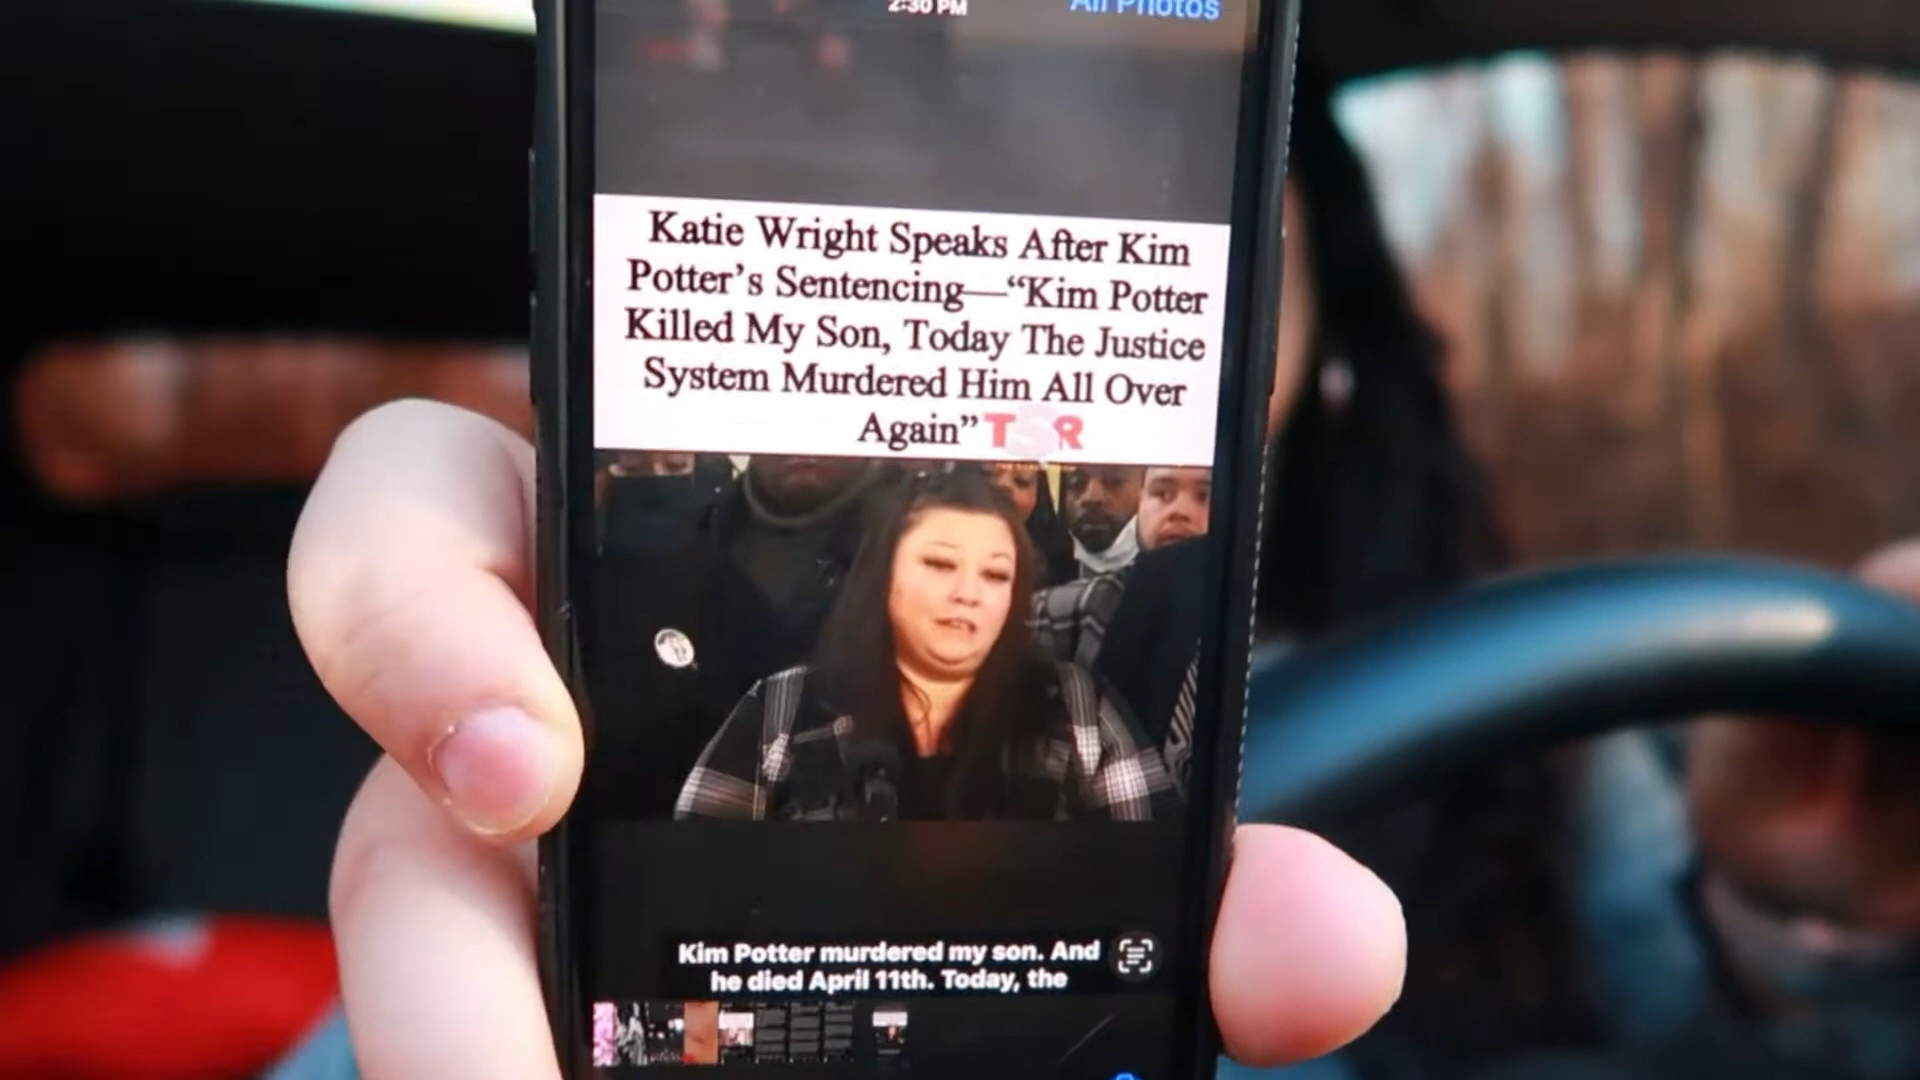 2:30 PM
All Photos
Katie Wright Speaks After Kim
Potter's Sentencing—“Kim Potter
Killed My Son, Today The Justice
System Murdered Him All Over
Again” TSR
Kim Potter murdered my son. And
he died April 11th. Today, the